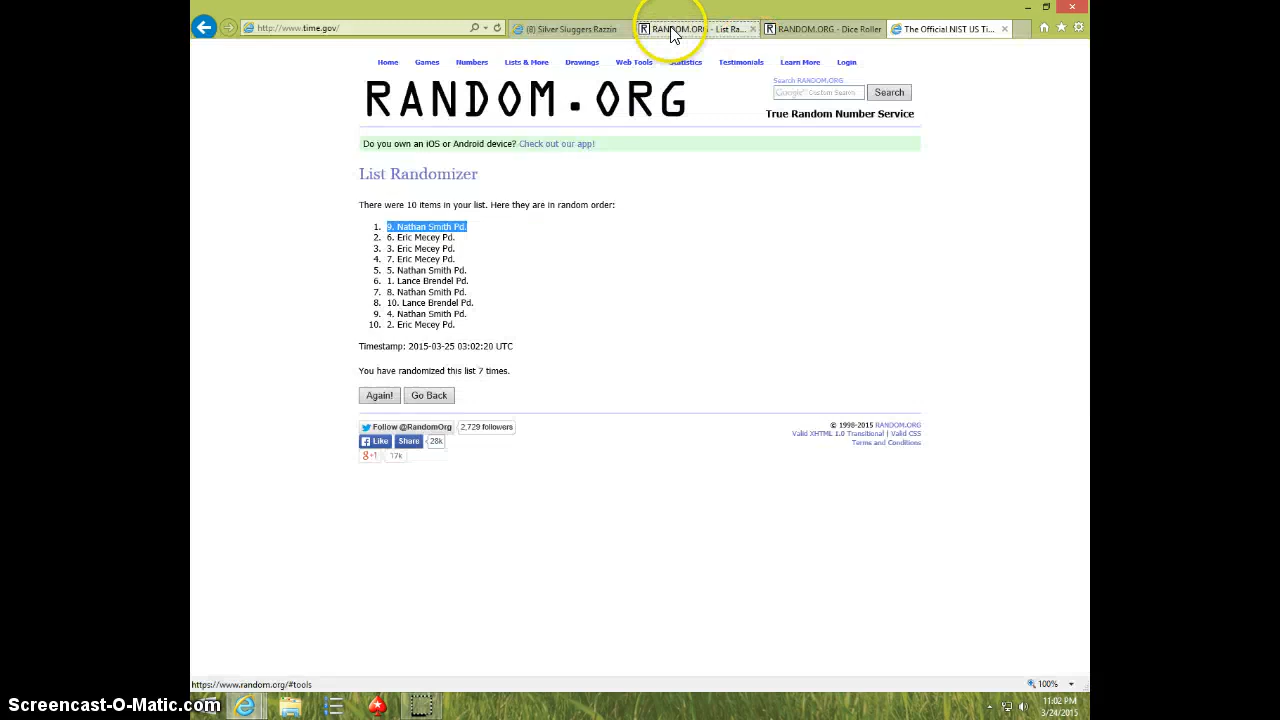 http://www.time.gov/
(8) Silver Sluggers Razzin
RANDOM.ORG - List Ra...
RANDOM.ORG - Dice Roller
The Official NIST US Ti...
Home Games Numbers Lists & More Drawings Web Tools Statistics Testimonials Learn More Login
RANDOM.ORG
Search RANDOM.ORG
Google Custom Search
Search
True Random Number Service
Do you own an iOS or Android device? Check out our app!
List Randomizer
There were 10 items in your list. Here they are in random order:
1. 9. Nathan Smith Pd.
2. 6. Eric Mecey Pd.
3. 3. Eric Mecey Pd.
4. 7. Eric Mecey Pd.
5. 5. Nathan Smith Pd.
6. 1. Lance Brendel Pd.
7. 8. Nathan Smith Pd.
8. 10. Lance Brendel Pd.
9. 4. Nathan Smith Pd.
10. 2. Eric Mecey Pd.
Timestamp: 2015-03-25 03:02:20 UTC
You have randomized this list 7 times.
Again! Go Back
Follow @RandomOrg 2,729 followers
Like Share 28k
g+1 17k
© 1998-2015 RANDOM.ORG
Valid XHTML 1.0 Transitional | Valid CSS
Terms and Conditions
https://www.random.org/#tools
100%
11:02 PM
3/24/2015
Screencast-O-Matic.com